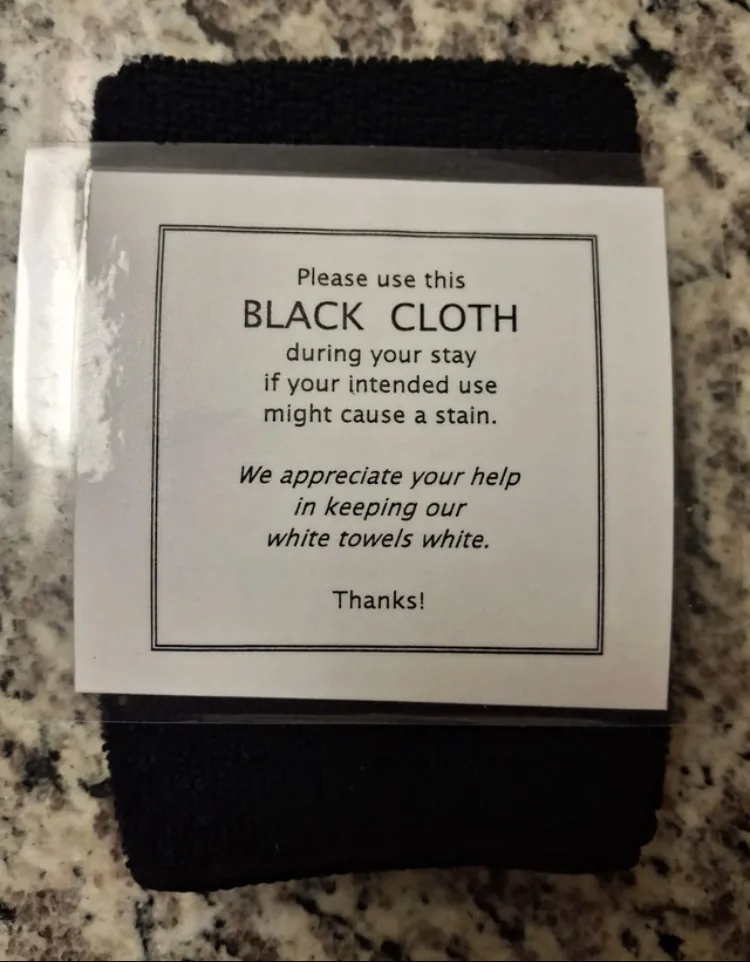 Please use this
BLACK CLOTH
during your stay
if your intended use
might cause a stain.
We appreciate your help
in keeping our
white towels white.
Thanks!